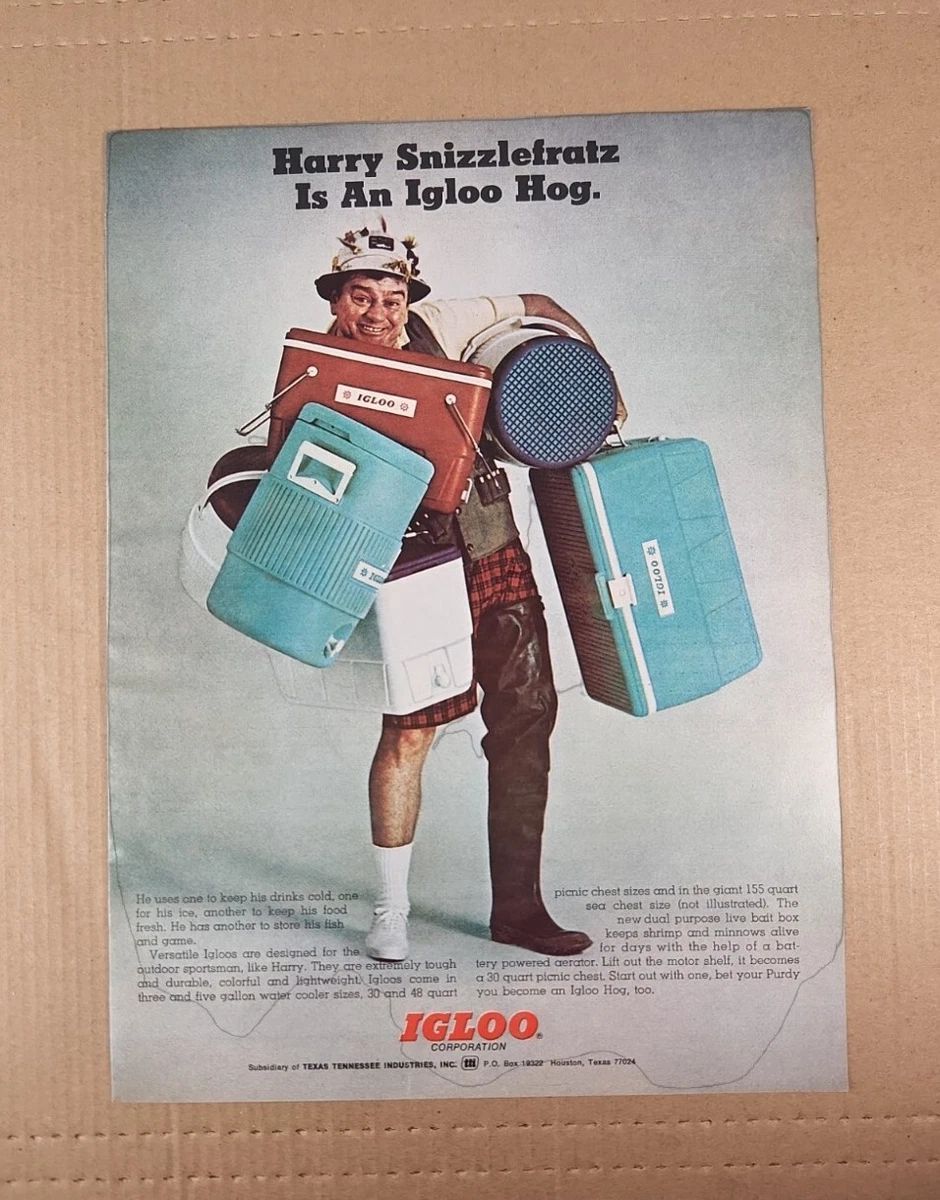 Harry Snizzlefratz
Is An Igloo Hog.
IGLOO
IGLOO
IGLOO
He uses one to keep his drinks cold, one
for his ice, another to keep his food
fresh. He has another to store his fish
and game.
Versatile Igloos are designed for the
outdoor sportsman, like Harry. They are extremely tough
and durable, colorful and lightweight. Igloos come in
three and five gallon water cooler sizes, 30 and 48 quart
picnic chest sizes and in the giant 155 quart
sea chest size (not illustrated). The
new dual purpose live bait box
keeps shrimp and minnows alive
for days with the help of a bat-
tery powered aerator. Lift out the motor shelf, it becomes
a 30 quart picnic chest. Start out with one, bet your Purdy
you become an Igloo Hog, too.
IGLOO®
CORPORATION
Subsidiary of TEXAS TENNESSEE INDUSTRIES, INC. tti P.O. Box 19322 Houston, Texas 77024